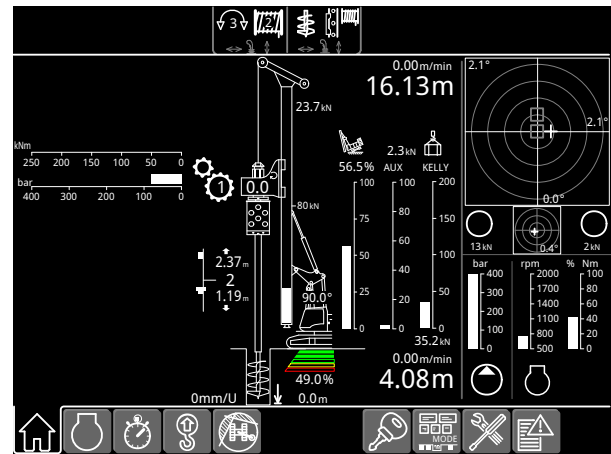 3 2
0.00m/min
16.13m
2.1°
2.1°
0.0°
23.7kN
kNm
250 200 150 100 50 0
bar
400 300 200 100 0
1
0.0
2.3kN
56.5% AUX KELLY
100 100 200
75 80 150
50 60 100
25 40 50
0 20 0
0
80kN
13kN
0.4°
2kN
2.37m
2
1.19m
90.0°
35.2kN
bar rpm % Nm
400 2000 100
300 1700 80
200 1400 60
100 1100 40
0 800 20
500 0
0.00m/min
4.08m
49.0%
0mm/U
0.0m
MODE